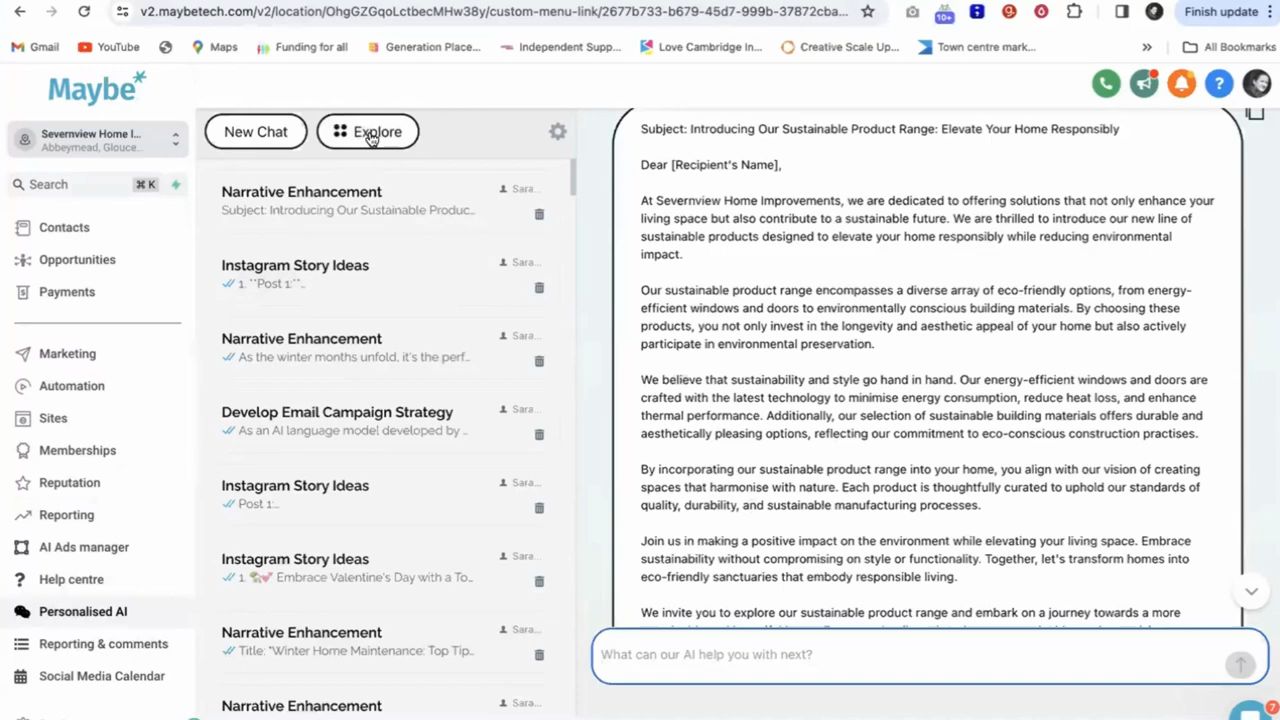 v2.maybetech.com/v2/location/OhgGZGqoLctbecMHw38y/custom-menu-link/2677b733-b679-45d7-999b-37872cba...
10+
Finish update
Gmail
YouTube
Maps
Funding for all
Generation Place...
Independent Supp...
Love Cambridge In...
Creative Scale Up...
Town centre mark...
»
All Bookmarks
Maybe*
Severnview Home I...
Abbeymead, Glouce...
Search
⌘ K
Contacts
Opportunities
Payments
Marketing
Automation
Sites
Memberships
Reputation
Reporting
AI Ads manager
Help centre
Personalised AI
Reporting & comments
Social Media Calendar
New Chat
Explore
Narrative Enhancement
Sara...
Subject: Introducing Our Sustainable Produc...
Instagram Story Ideas
Sara...
1. **Post 1:**..
Narrative Enhancement
Sara...
As the winter months unfold, it's the perf...
Develop Email Campaign Strategy
Sara...
As an AI language model developed by ...
Instagram Story Ideas
Sara...
Post 1:..
Instagram Story Ideas
Sara...
1. 🏡💕 Embrace Valentine's Day with a To...
Narrative Enhancement
Sara...
Title: "Winter Home Maintenance: Top Tip...
Narrative Enhancement
Sara...
Subject: Introducing Our Sustainable Product Range: Elevate Your Home Responsibly
Dear [Recipient's Name],
At Severnview Home Improvements, we are dedicated to offering solutions that not only enhance your
living space but also contribute to a sustainable future. We are thrilled to introduce our new line of
sustainable products designed to elevate your home responsibly while reducing environmental
impact.
Our sustainable product range encompasses a diverse array of eco-friendly options, from energy-
efficient windows and doors to environmentally conscious building materials. By choosing these
products, you not only invest in the longevity and aesthetic appeal of your home but also actively
participate in environmental preservation.
We believe that sustainability and style go hand in hand. Our energy-efficient windows and doors are
crafted with the latest technology to minimise energy consumption, reduce heat loss, and enhance
thermal performance. Additionally, our selection of sustainable building materials offers durable and
aesthetically pleasing options, reflecting our commitment to eco-conscious construction practises.
By incorporating our sustainable product range into your home, you align with our vision of creating
spaces that harmonise with nature. Each product is thoughtfully curated to uphold our standards of
quality, durability, and sustainable manufacturing processes.
Join us in making a positive impact on the environment while elevating your living space. Embrace
sustainability without compromising on style or functionality. Together, let's transform homes into
eco-friendly sanctuaries that embody responsible living.
We invite you to explore our sustainable product range and embark on a journey towards a more
What can our AI help you with next?
7